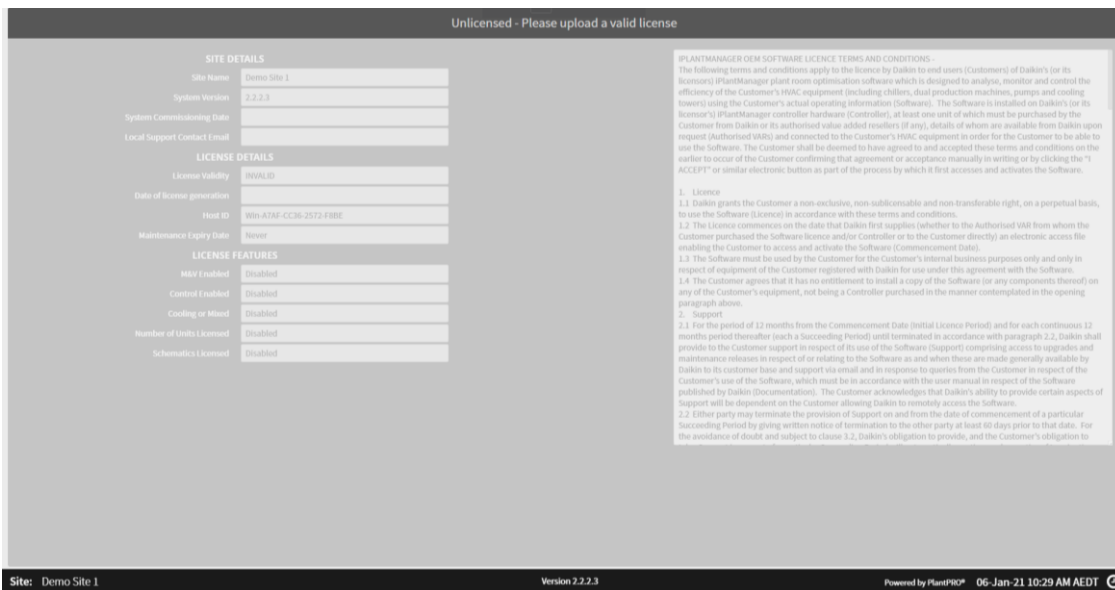 Unlicensed - Please upload a valid license
SITE DETAILS
Site Name Demo Site 1
System Version 2.2.2.3
System Commissioning Date
Local Support Contact Email
LICENSE DETAILS
License Validity INVALID
Date of license generation
Host ID Win-A7AF-CC36-2572-F8BE
Maintenance Expiry Date Never
LICENSE FEATURES
M&V Enabled Disabled
Control Enabled Disabled
Cooling or Mixed Disabled
Number of Units Licensed Disabled
Schematics Licensed Disabled
IPLANTMANAGER OEM SOFTWARE LICENCE TERMS AND CONDITIONS -
The following terms and conditions apply to the licence by Daikin to end users (Customers) of Daikin's (or its
licensors) iPlantManager plant room optimisation software which is designed to analyse, monitor and control the
efficiency of the Customer's HVAC equipment (including chillers, dual production machines, pumps and cooling
towers) using the Customer's actual operating information (Software). The Software is installed on Daikin's (or its
licensor's) iPlantManager controller hardware (Controller), at least one unit of which must be purchased by the
Customer from Daikin or its authorised value added resellers (if any), details of whom are available from Daikin upon
request (Authorised VARs) and connected to the Customer's HVAC equipment in order for the Customer to be able to
use the Software. The Customer shall be deemed to have agreed to and accepted these terms and conditions on the
earlier to occur of the Customer confirming that agreement or acceptance manually in writing or by clicking the "I
ACCEPT" or similar electronic button as part of the process by which it first accesses and activates the Software.
1. Licence
1.1 Daikin grants the Customer a non-exclusive, non-sublicensable and non-transferable right, on a perpetual basis,
to use the Software (Licence) in accordance with these terms and conditions.
1.2 The Licence commences on the date that Daikin first supplies (whether to the Authorised VAR from whom the
Customer purchased the Software licence and/or Controller or to the Customer directly) an electronic access file
enabling the Customer to access and activate the Software (Commencement Date).
1.3 The Software must be used by the Customer for the Customer's internal business purposes only and only in
respect of equipment of the Customer registered with Daikin for use under this agreement with the Software.
1.4 The Customer agrees that it has no entitlement to install a copy of the Software (or any components thereof) on
any of the Customer's equipment, not being a Controller purchased in the manner contemplated in the opening
paragraph above.
2. Support
2.1 For the period of 12 months from the Commencement Date (Initial Licence Period) and for each continuous 12
months period thereafter (each a Succeeding Period) until terminated in accordance with paragraph 2.2, Daikin shall
provide to the Customer support in respect of its use of the Software (Support) comprising access to upgrades and
maintenance releases in respect of or relating to the Software as and when these are made generally available by
Daikin to its customer base and support via email and in response to queries from the Customer in respect of the
Customer's use of the Software, which must be in accordance with the user manual in respect of the Software
published by Daikin (Documentation). The Customer acknowledges that Daikin's ability to provide certain aspects of
Support will be dependent on the Customer allowing Daikin to remotely access the Software.
2.2 Either party may terminate the provision of Support on and from the date of commencement of a particular
Succeeding Period by giving written notice of termination to the other party at least 60 days prior to that date. For
the avoidance of doubt and subject to clause 3.2, Daikin's obligation to provide, and the Customer's obligation to
Site: Demo Site 1
Version 2.2.2.3
Powered by PlantPRO® 06-Jan-21 10:29 AM AEDT